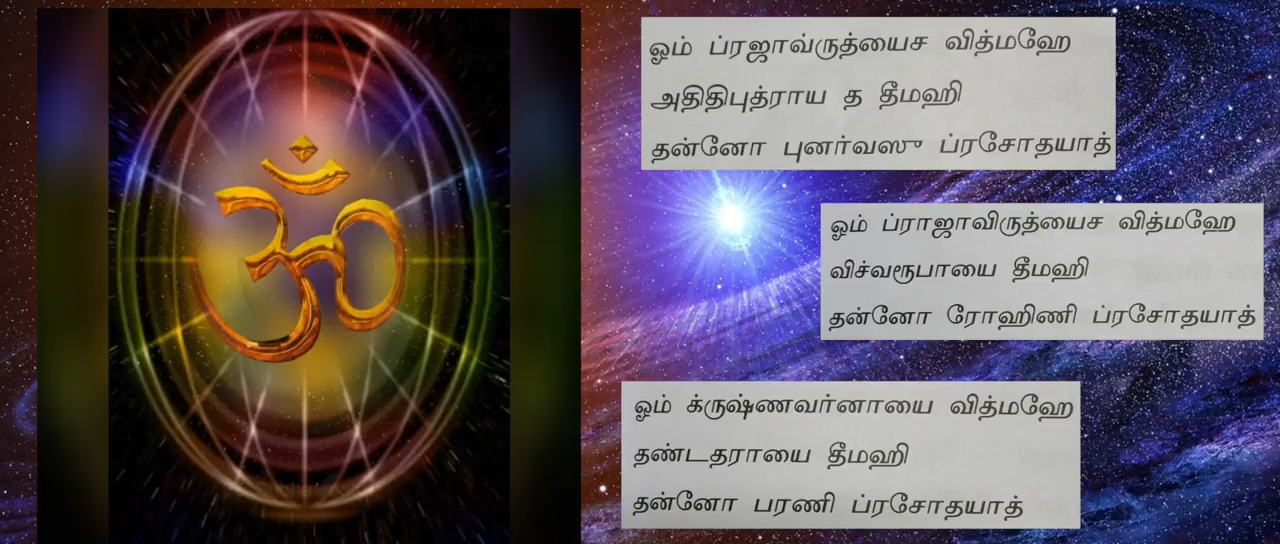 ஓம் ப்ரஜாவ்ருத்யைச வித்மஹே
அதிதிபுத்ராய த தீமஹி
தன்னோ புனர்வஸு ப்ரசோதயாத்
ஓம் ப்ராஜாவிருத்யைச வித்மஹே
விச்வரூபாயை தீமஹி
தன்னோ ரோஹிணி ப்ரசோதயாத்
ஓம் க்ருஷ்ணவர்னாயை வித்மஹே
தண்டதராயை தீமஹி
தன்னோ பரணி ப்ரசோதயாத்